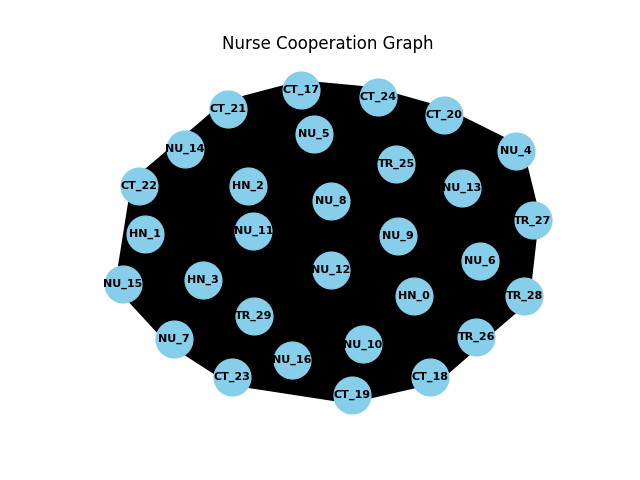 Nurse Cooperation Graph
CT_17
CT_24
CT_21
CT_20
NU_5
NU_14
NU_4
TR_25
CT_22
HN_2
NU_13
NU_8
TR_27
HN_1
NU_11
NU_9
NU_6
NU_12
HN_3
NU_15
HN_0
TR_28
TR_29
NU_7
TR_26
NU_10
NU_16
CT_23
CT_18
CT_19